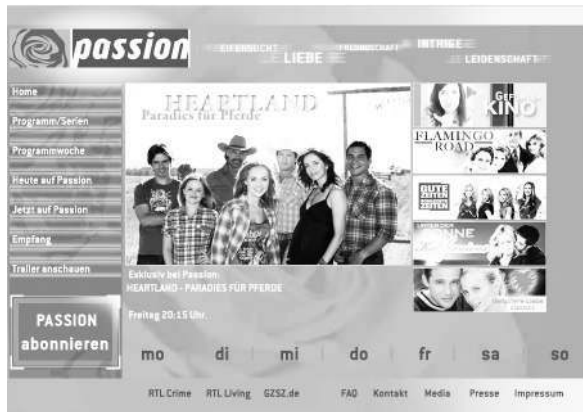 passion
EIFERSUCHT
LIEBE
FREUNDSCHAFT
INTRIGE
LEIDENSCHAFT
Home
Programm/Serien
Programmwoche
Heute auf Passion
Jetzt auf Passion
Empfang
Trailer anschauen
PASSION
abonnieren
HEARTLAND
Paradies für Pferde
Exklusiv bei Passion:
HEARTLAND - PARADIES FÜR PFERDE
Freitag 20:15 Uhr.
KINO
FLAMINGO
ROAD
GUTE
ZEITEN
ZEITEN
mo di mi do fr sa so
RTL Crime RTL Living GZSZ.de FAQ Kontakt Media Presse Impressum